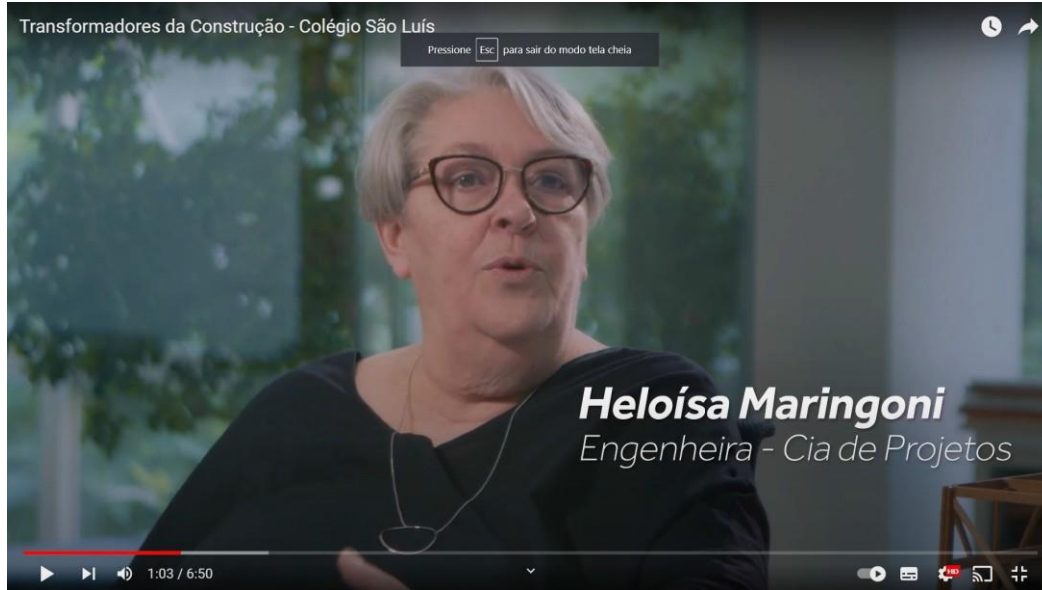 Transformadores da Construção - Colégio São Luís
Pressione Esc para sair do modo tela cheia
Heloísa Maringoni
Engenheira - Cia de Projetos
1:03 / 6:50
HD